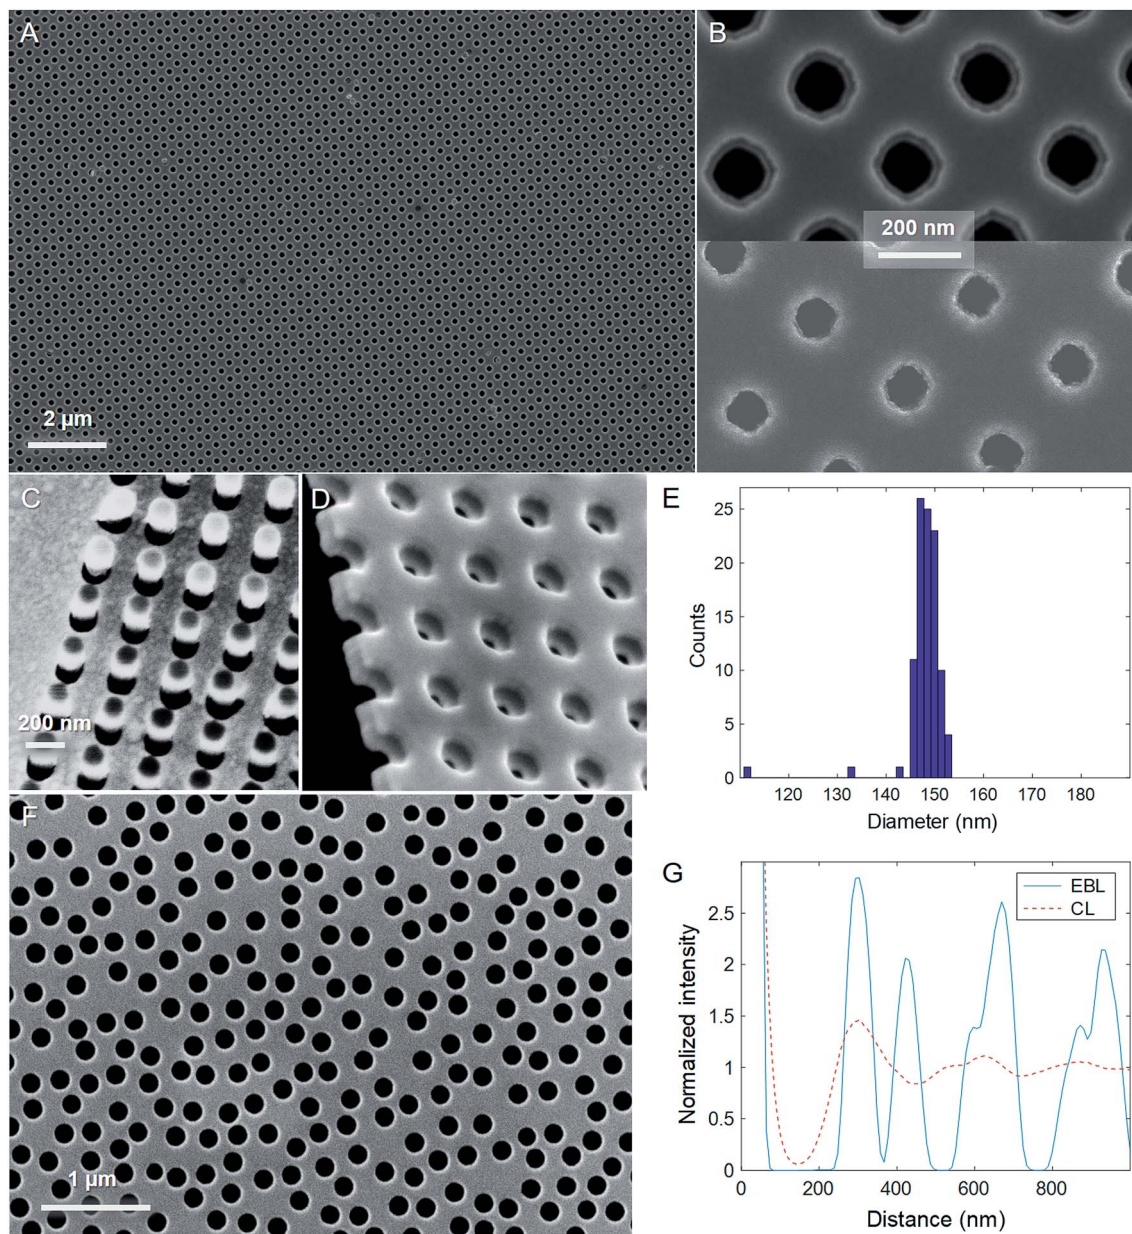 A
2 µm
B
200 nm
C
200 nm
D
E
25
20
15
10
5
0
Counts
120 130 140 150 160 170 180
Diameter (nm)
F
1 µm
G
EBL
CL
2.5
2
1.5
1
0.5
0
Normalized intensity
0 200 400 600 800
Distance (nm)